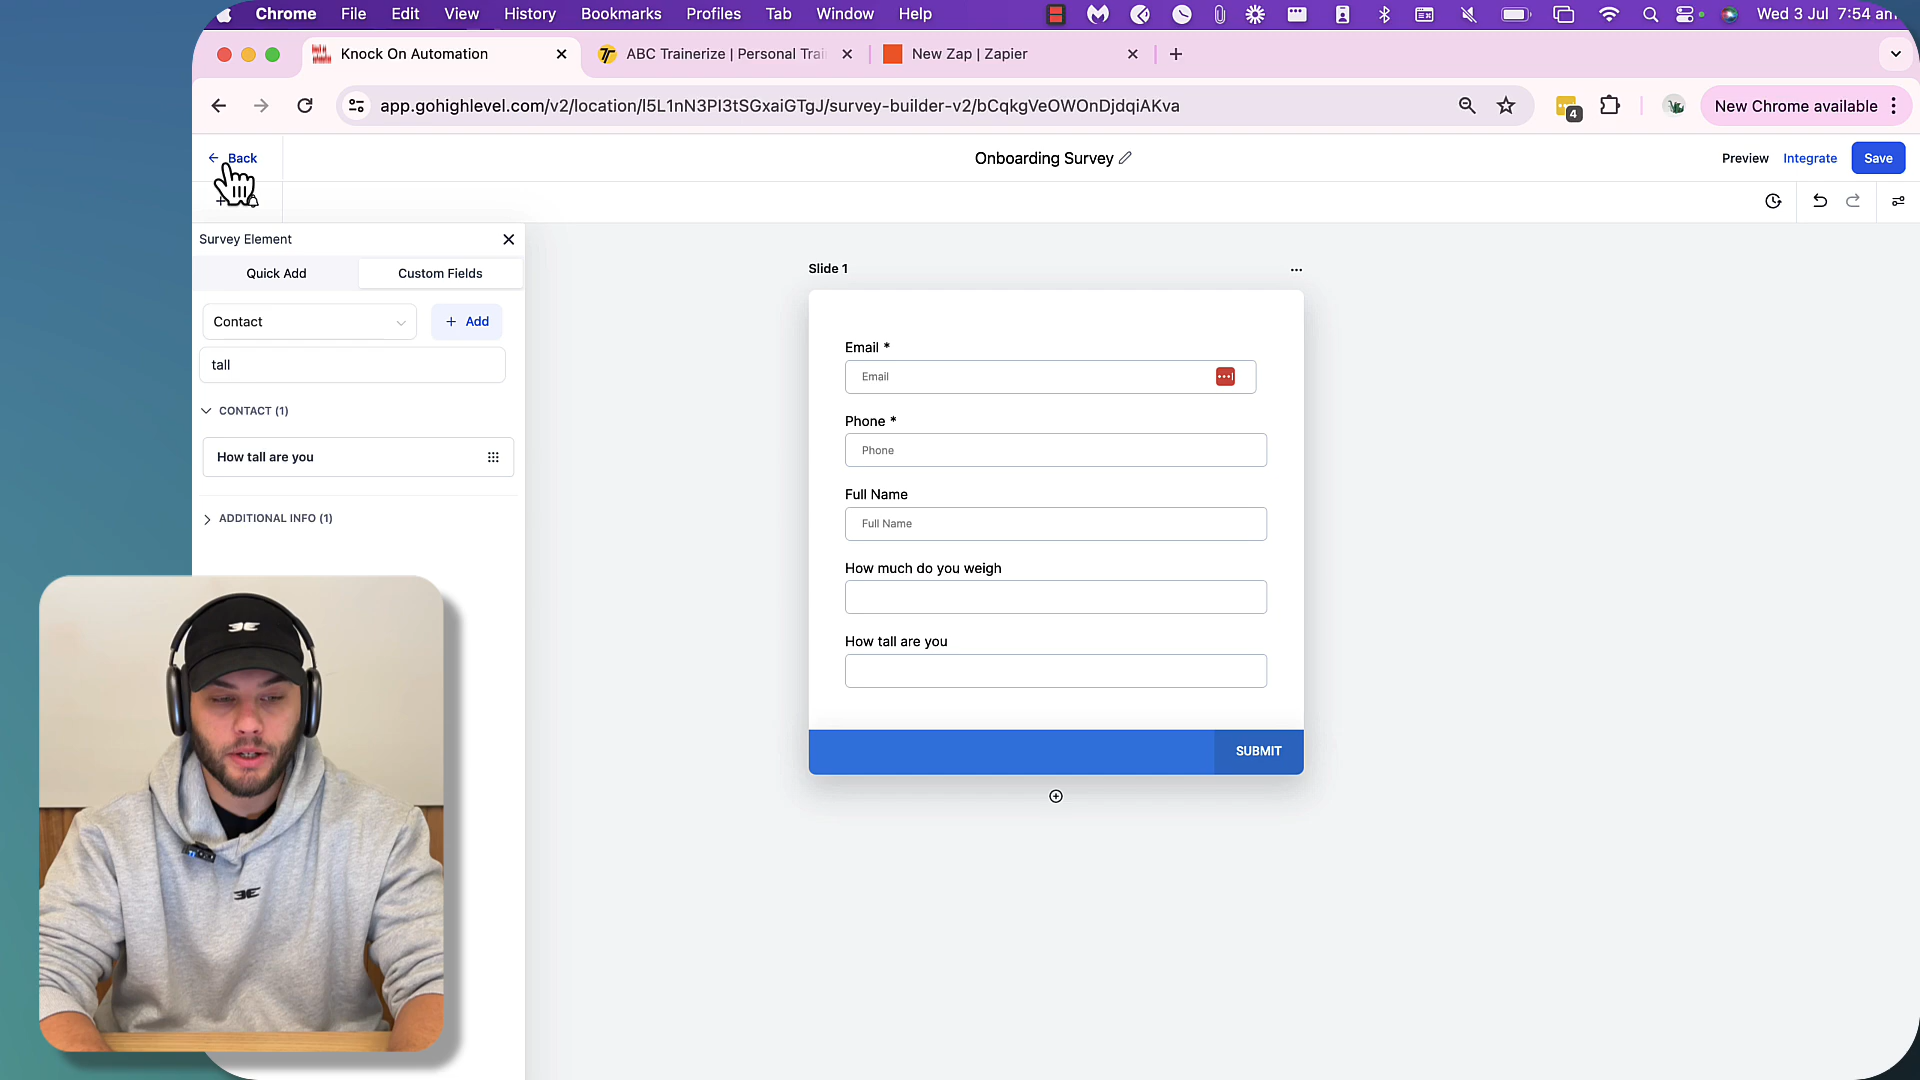 Chrome File Edit View History Bookmarks Profiles Tab Window Help Wed 3 Jul 7:54 am
Knock On Automation ABC Trainerize | Personal Trai New Zap | Zapier
app.gohighlevel.com/v2/location/I5L1nN3PI3tSGxaiGTgJ/survey-builder-v2/bCqkgVeOWOnDjdqiAKva 4 New Chrome available
Back Onboarding Survey Preview Integrate Save
Survey Element
Quick Add Custom Fields
Contact + Add
tall
CONTACT (1)
How tall are you
ADDITIONAL INFO (1)
Slide 1
Email *
Email
Phone *
Phone
Full Name
Full Name
How much do you weigh
How tall are you
SUBMIT